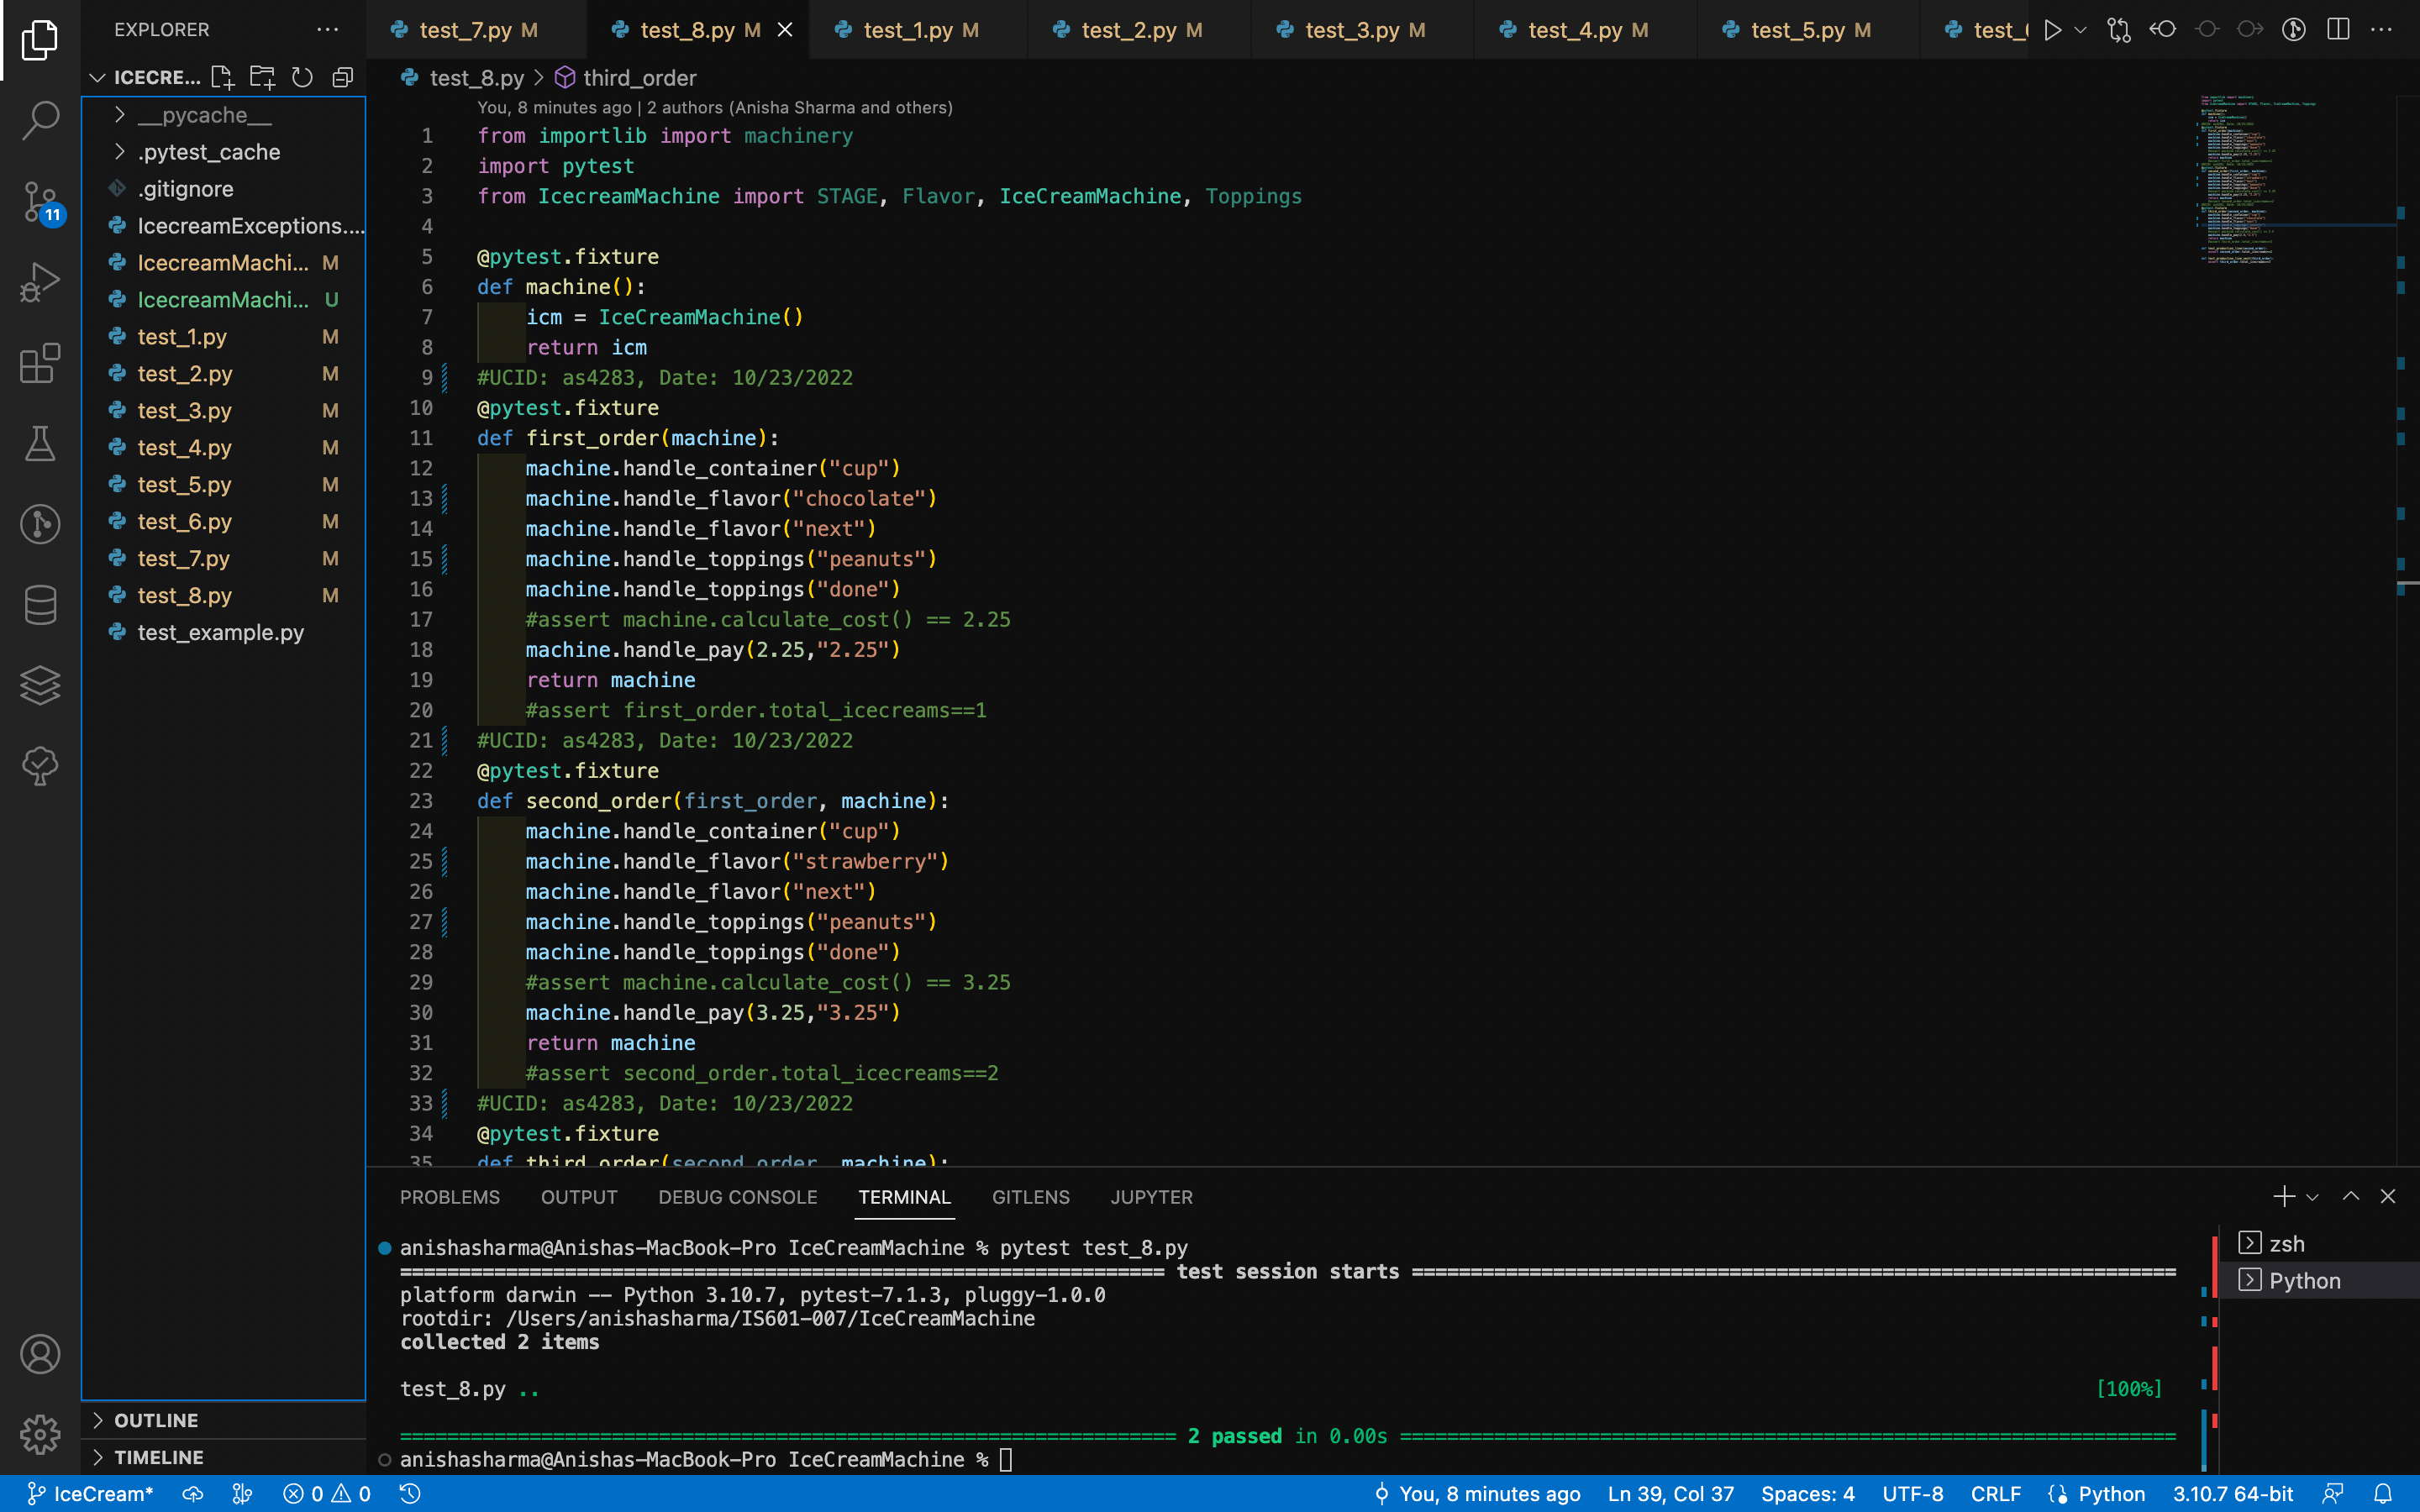 EXPLORER
ICECRE...
__pycache__
.pytest_cache
.gitignore
IcecreamExceptions....
IcecreamMachi... M
IcecreamMachi... U
test_1.py M
test_2.py M
test_3.py M
test_4.py M
test_5.py M
test_6.py M
test_7.py M
test_8.py M
test_example.py
OUTLINE
TIMELINE
11
test_7.py M
test_8.py M
test_1.py M
test_2.py M
test_3.py M
test_4.py M
test_5.py M
test_8.py > third_order
You, 8 minutes ago | 2 authors (Anisha Sharma and others)
1 from importlib import machinery
2 import pytest
3 from IcecreamMachine import STAGE, Flavor, IceCreamMachine, Toppings
4
5 @pytest.fixture
6 def machine():
7 icm = IceCreamMachine()
8 return icm
9 #UCID: as4283, Date: 10/23/2022
10 @pytest.fixture
11 def first_order(machine):
12 machine.handle_container("cup")
13 machine.handle_flavor("chocolate")
14 machine.handle_flavor("next")
15 machine.handle_toppings("peanuts")
16 machine.handle_toppings("done")
17 #assert machine.calculate_cost() == 2.25
18 machine.handle_pay(2.25,"2.25")
19 return machine
20 #assert first_order.total_icecreams==1
21 #UCID: as4283, Date: 10/23/2022
22 @pytest.fixture
23 def second_order(first_order, machine):
24 machine.handle_container("cup")
25 machine.handle_flavor("strawberry")
26 machine.handle_flavor("next")
27 machine.handle_toppings("peanuts")
28 machine.handle_toppings("done")
29 #assert machine.calculate_cost() == 3.25
30 machine.handle_pay(3.25,"3.25")
31 return machine
32 #assert second_order.total_icecreams==2
33 #UCID: as4283, Date: 10/23/2022
34 @pytest.fixture
35 def third_order(second_order, machine):
PROBLEMS OUTPUT DEBUG CONSOLE TERMINAL GITLENS JUPYTER
anishasharma@Anishas-MacBook-Pro IceCreamMachine % pytest test_8.py
================================ test session starts ================================
platform darwin -- Python 3.10.7, pytest-7.1.3, pluggy-1.0.0
rootdir: /Users/anishasharma/IS601-007/IceCreamMachine
collected 2 items
test_8.py .. [100%]
================================ 2 passed in 0.00s ================================
anishasharma@Anishas-MacBook-Pro IceCreamMachine %
zsh
Python
IceCream* 0 0 You, 8 minutes ago Ln 39, Col 37 Spaces: 4 UTF-8 CRLF Python 3.10.7 64-bit